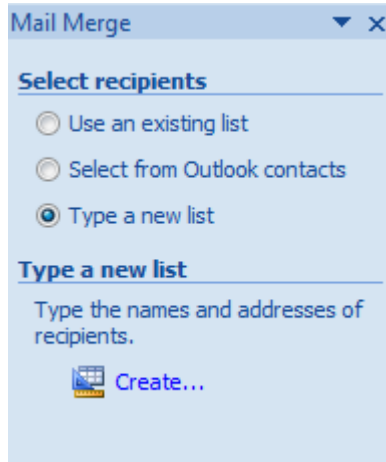 Mail Merge
Select recipients
Use an existing list
Select from Outlook contacts
Type a new list
Type a new list
Type the names and addresses of
recipients.
Create...